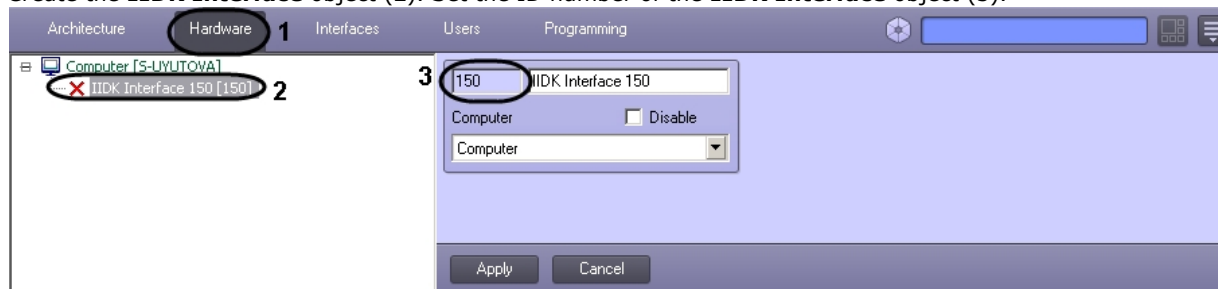 Create the IIDK Interface object (2). Set the ID number of the IIDK Interface object (3).
Architecture Hardware 1 Interfaces Users Programming
Computer [S-UYUTOVA]
IIDK Interface 150 [150] 2
3 150 IIDK Interface 150
Computer Disable
Computer
Apply Cancel